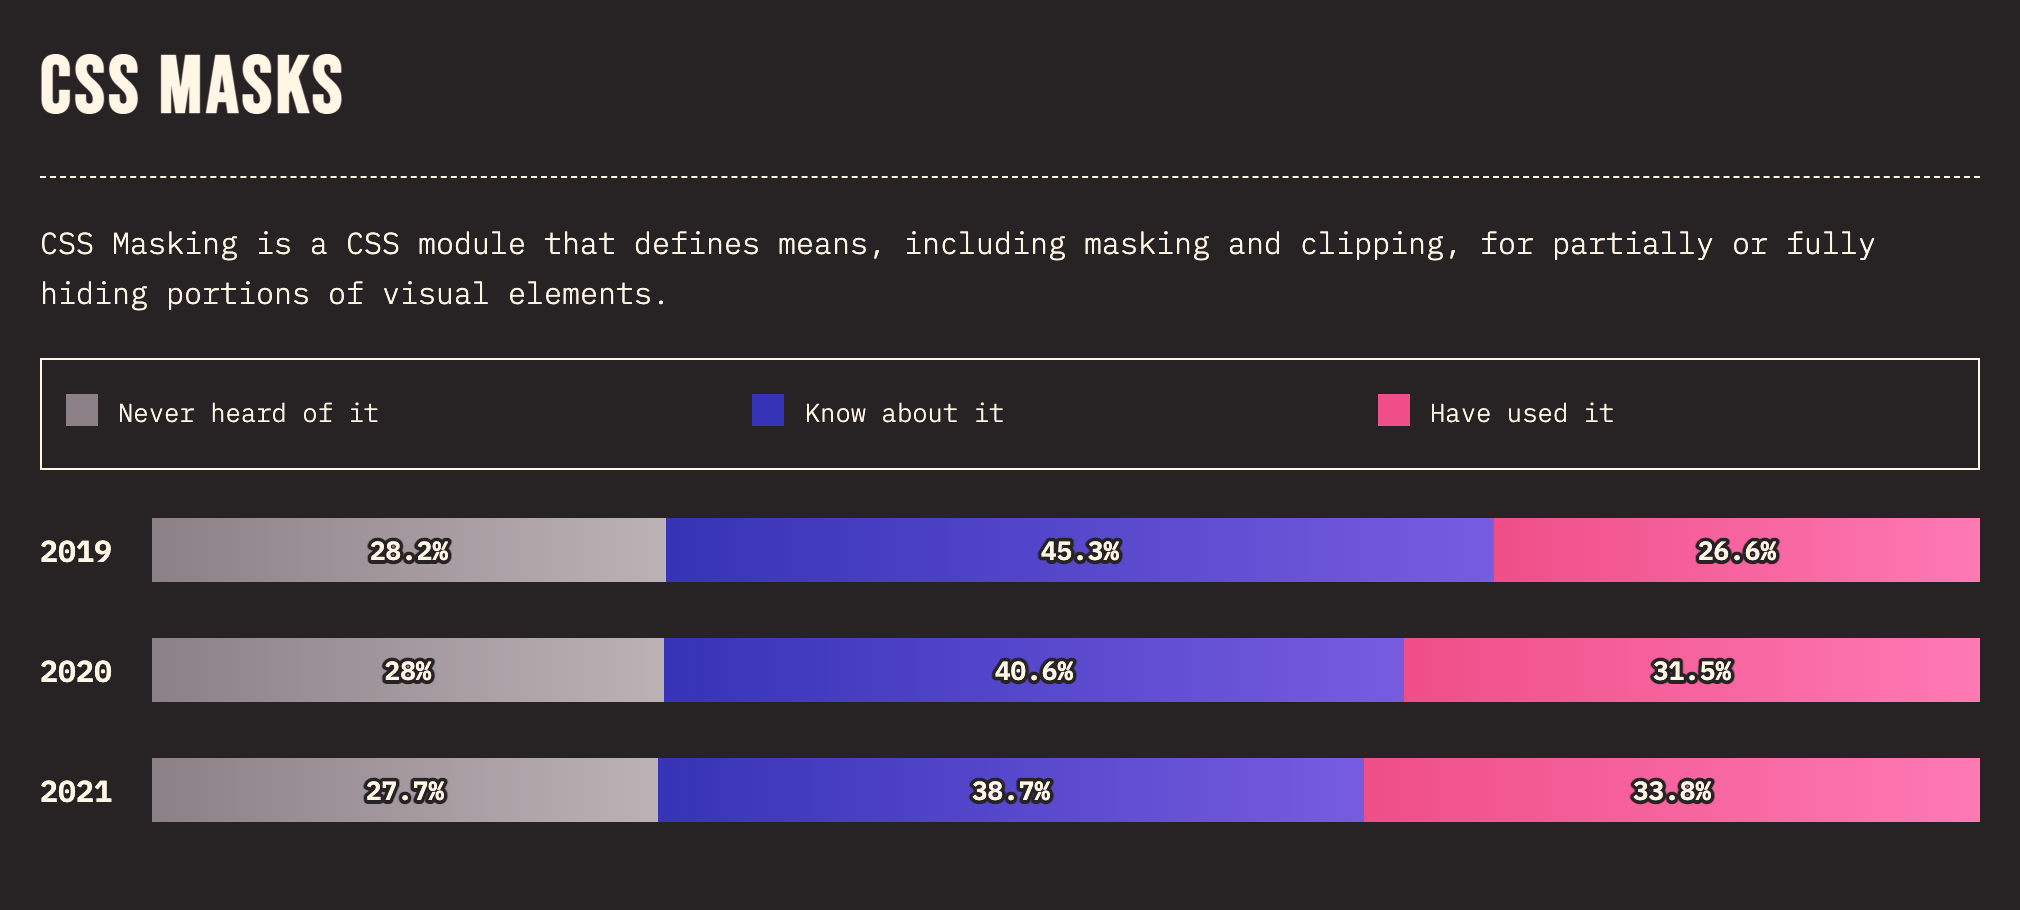 CSS MASKS
CSS Masking is a CSS module that defines means, including masking and clipping, for partially or fully
hiding portions of visual elements.
Never heard of it Know about it Have used it
2019 28.2% 45.3% 26.6%
2020 28% 40.6% 31.5%
2021 27.7% 38.7% 33.8%